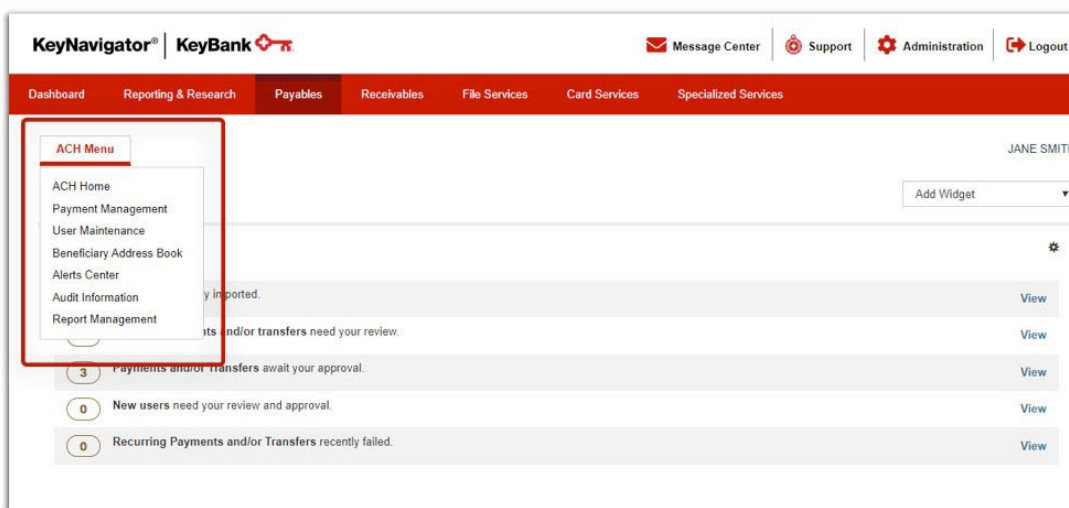 KeyNavigator® KeyBank
Message Center Support Administration Logout
Dashboard Reporting & Research Payables Receivables File Services Card Services Specialized Services
ACH Menu
JANE SMITH
ACH Home
Payment Management
User Maintenance
Beneficiary Address Book
Alerts Center
Audit Information
Report Management
Add Widget
imported.
View
and/or transfers need your review.
View
3 Payments and/or Transfers await your approval.
View
0 New users need your review and approval.
View
0 Recurring Payments and/or Transfers recently failed.
View